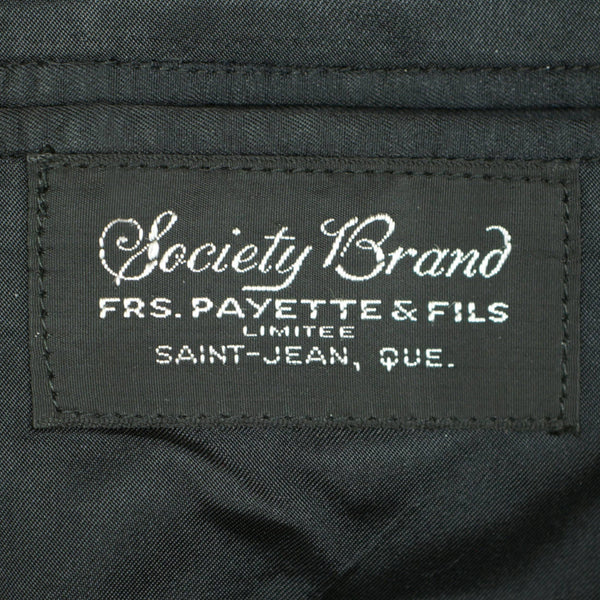 Society Brand
FRS. PAYETTE & FILS
LIMITEE
SAINT-JEAN, QUE.